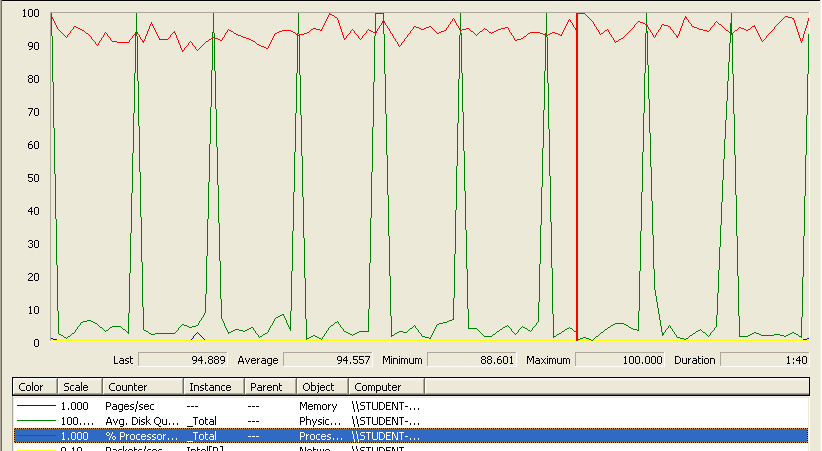 100
90
80
70
60
50
40
30
20
10
0
Last 94.889 Average 94.557 Minimum 88.601 Maximum 100.000 Duration 1:40
Color Scale Counter Instance Parent Object Computer
1.000 Pages/sec --- --- Memory \\STUDENT-...
100.... Avg. Disk Qu... _Total --- Physic... \\STUDENT-...
1.000 % Processor... _Total --- Proces... \\STUDENT-...